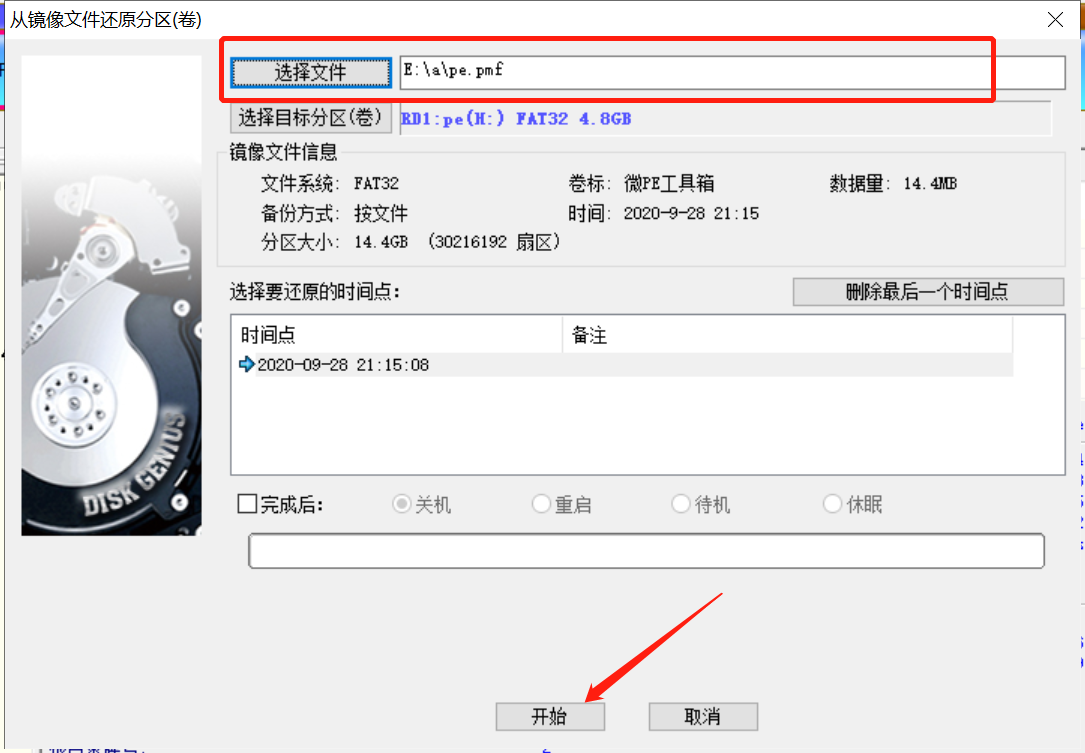 从镜像文件还原分区(卷)
选择文件 E:\a\pe.pmf
选择目标分区(卷) RD1:pe(H:) FAT32 4.8GB
镜像文件信息
文件系统: FAT32 卷标: 微PE工具箱 数据量: 14.4MB
备份方式: 按文件 时间: 2020-9-28 21:15
分区大小: 14.4GB (30216192 扇区)
选择要还原的时间点: 删除最后一个时间点
时间点 备注
2020-09-28 21:15:08
DISK GENIUS
完成后: 关机 重启 待机 休眠
开始 取消